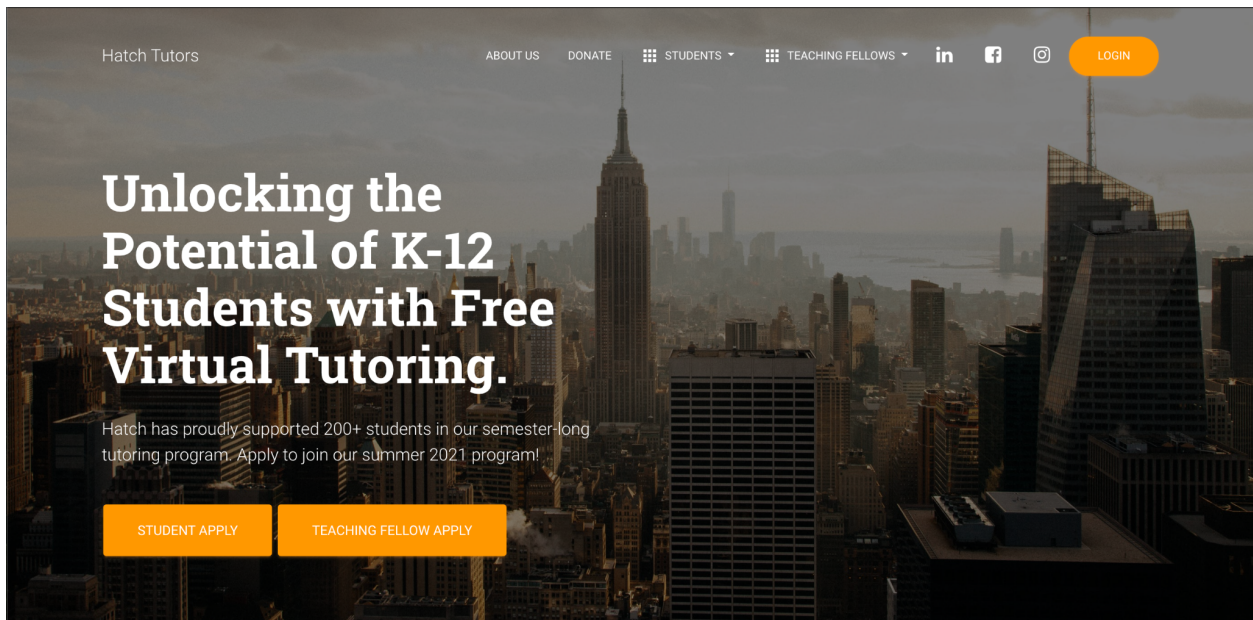 Hatch Tutors
ABOUT US
DONATE
STUDENTS
TEACHING FELLOWS
in
LOGIN
Unlocking the
Potential of K-12
Students with Free
Virtual Tutoring.
Hatch has proudly supported 200+ students in our semester-long
tutoring program. Apply to join our summer 2021 program!
STUDENT APPLY
TEACHING FELLOW APPLY